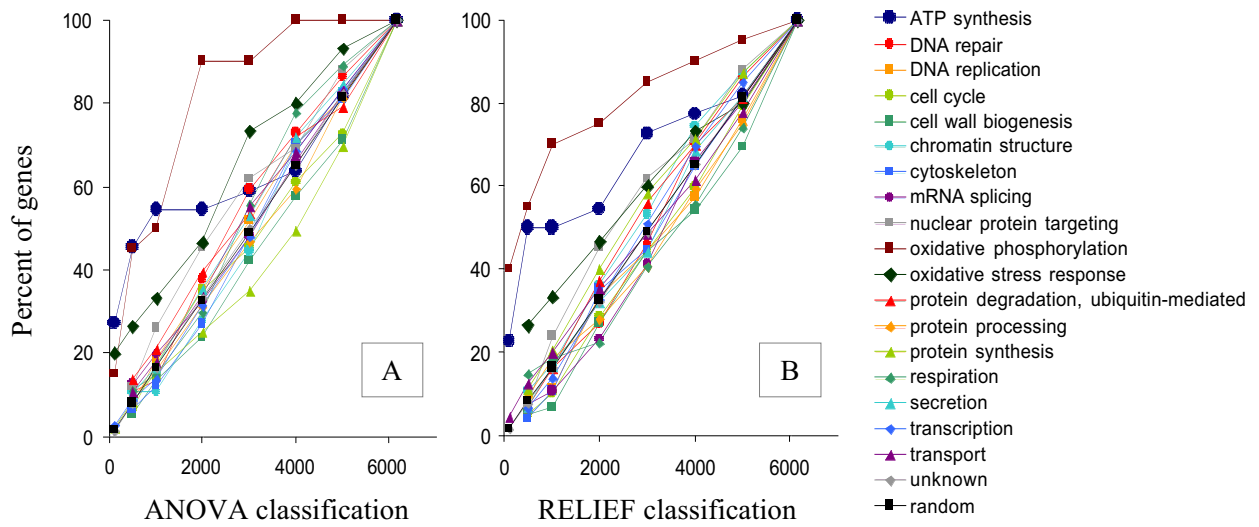 Percent of genes
100
80
60
40
20
0
0 2000 4000 6000
A
ANOVA classification
100
80
60
40
20
0
0 2000 4000 6000
B
RELIEF classification
ATP synthesis
DNA repair
DNA replication
cell cycle
cell wall biogenesis
chromatin structure
cytoskeleton
mRNA splicing
nuclear protein targeting
oxidative phosphorylation
oxidative stress response
protein degradation, ubiquitin-mediated
protein processing
protein synthesis
respiration
secretion
transcription
transport
unknown
random